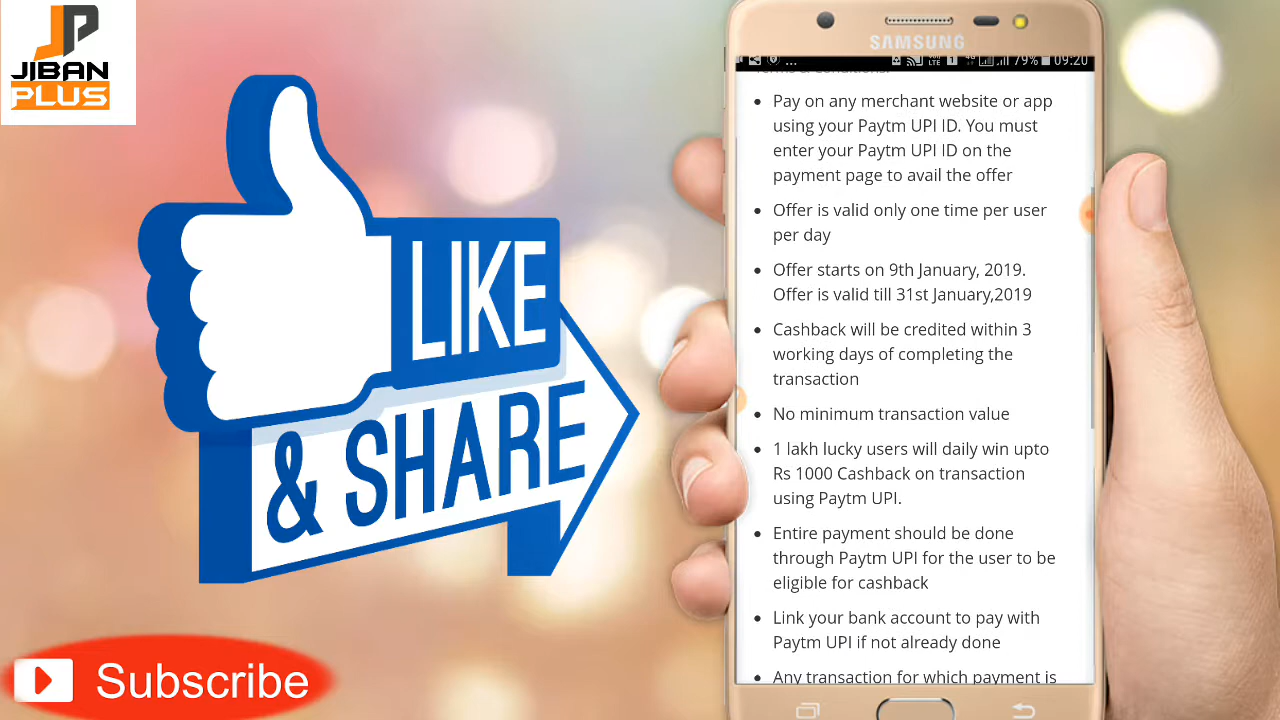 JP
JIBAN
PLUS
LIKE
& SHARE
Subscribe
SAMSUNG
... VOLTE 1 79% 09:20
Terms & Conditions:
• Pay on any merchant website or app
using your Paytm UPI ID. You must
enter your Paytm UPI ID on the
payment page to avail the offer
• Offer is valid only one time per user
per day
• Offer starts on 9th January, 2019.
Offer is valid till 31st January,2019
• Cashback will be credited within 3
working days of completing the
transaction
• No minimum transaction value
• 1 lakh lucky users will daily win upto
Rs 1000 Cashback on transaction
using Paytm UPI.
• Entire payment should be done
through Paytm UPI for the user to be
eligible for cashback
• Link your bank account to pay with
Paytm UPI if not already done
• Any transaction for which payment is